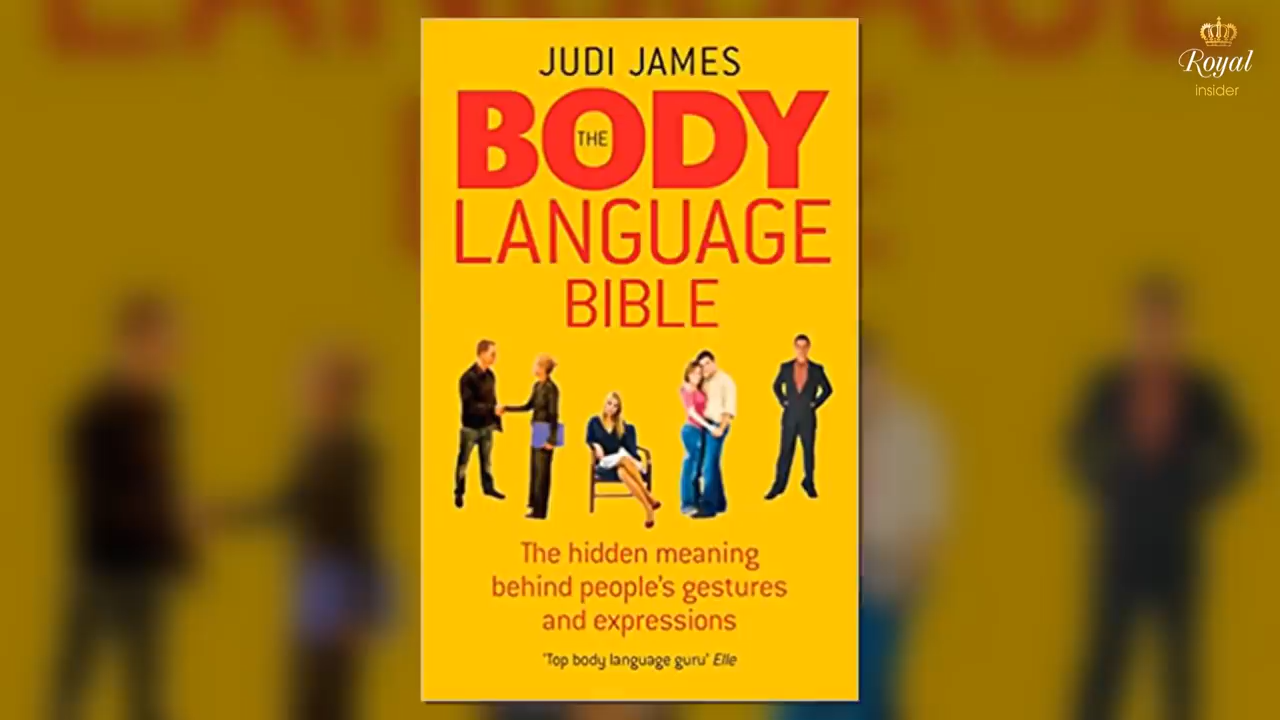 JUDI JAMES
THE
BODY
LANGUAGE
BIBLE
The hidden meaning
behind people's gestures
and expressions
'Top body language guru' Elle
Royal
insider